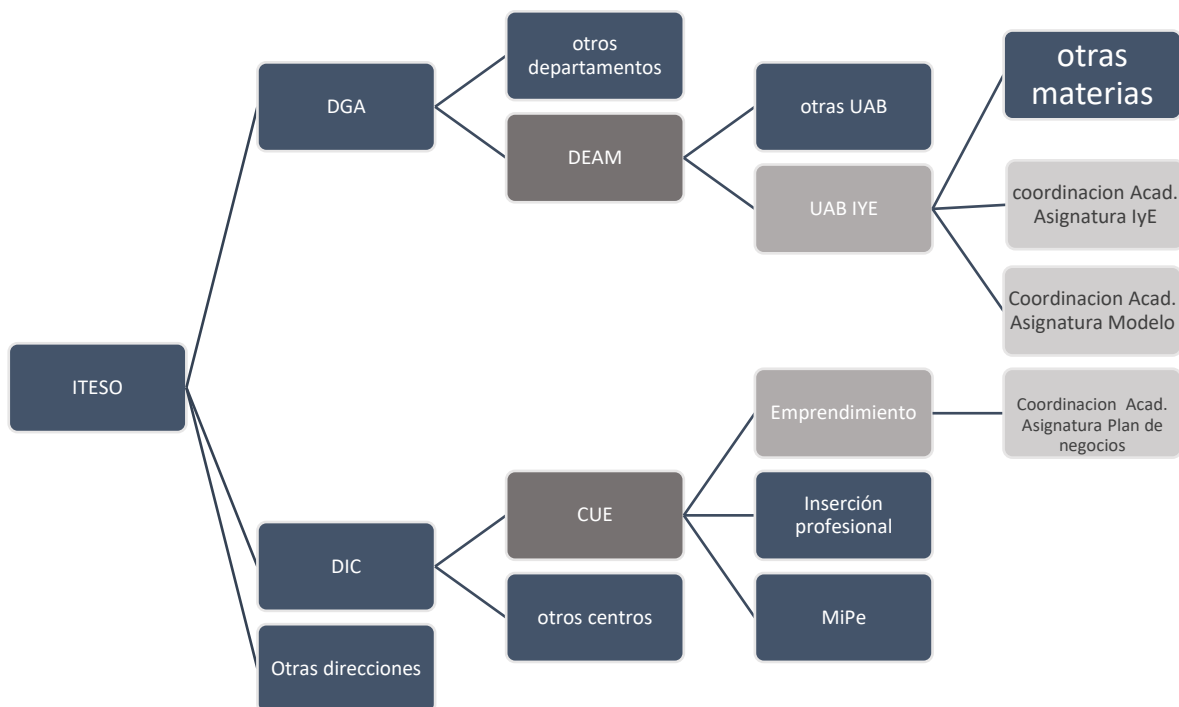 otros
departamentos
otras
materias
DGA
otras UAB
DEAM
coordinacion Acad.
Asignatura IyE
UAB IYE
Coordinacion Acad.
Asignatura Modelo
ITESO
Emprendimiento
Coordinacion Acad.
Asignatura Plan de
negocios
CUE
Inserción
profesional
DIC
otros centros
MiPe
Otras direcciones